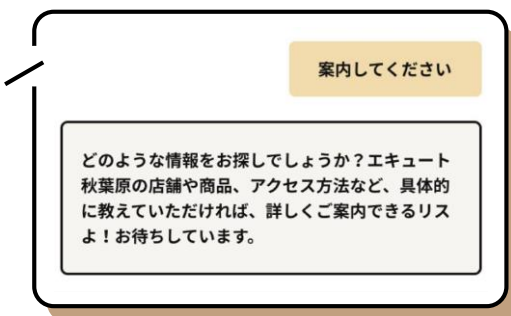 案内してください
どのような情報をお探しでしょうか？エキュート
秋葉原の店舗や商品、アクセス方法など、具体的
に教えていただければ、詳しくご案内できるリス
よ！お待ちしています。